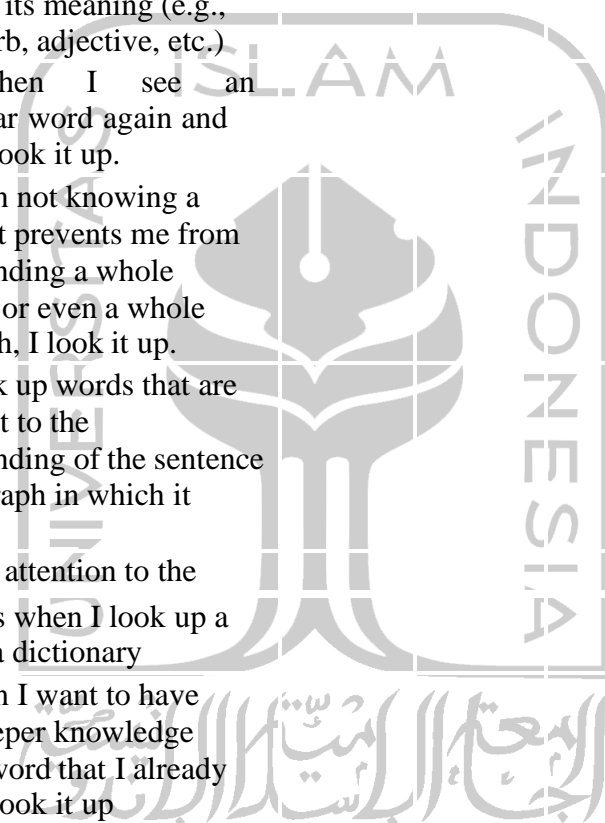 its meaning (e.g.,
rb, adjective, etc.)
hen I see an
ar word again and
ook it up.
n not knowing a
t prevents me from
nding a whole
or even a whole
h, I look it up.
k up words that are
t to the
nding of the sentence
raph in which it
attention to the
s when I look up a
a dictionary
n I want to have
eper knowledge
word that I already
ook it up
ISLAM
UNIVERSITAS
INDONESIA